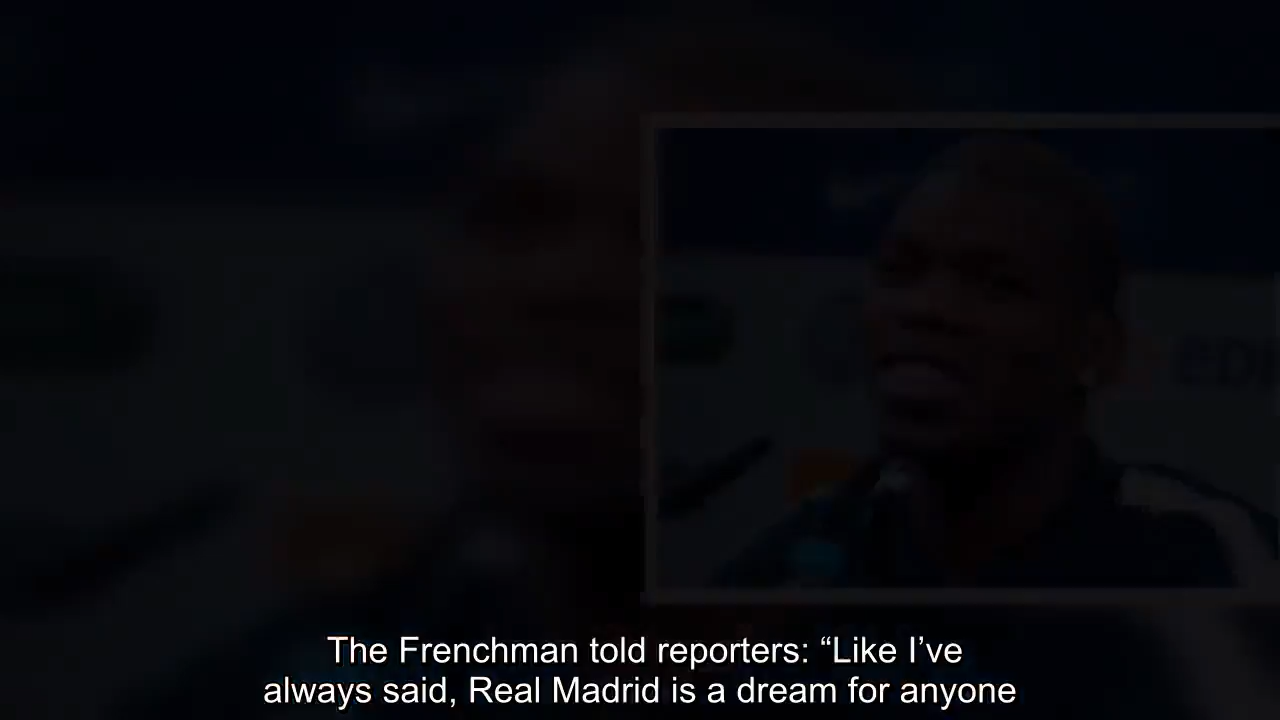 The Frenchman told reporters: “Like I’ve
always said, Real Madrid is a dream for anyone